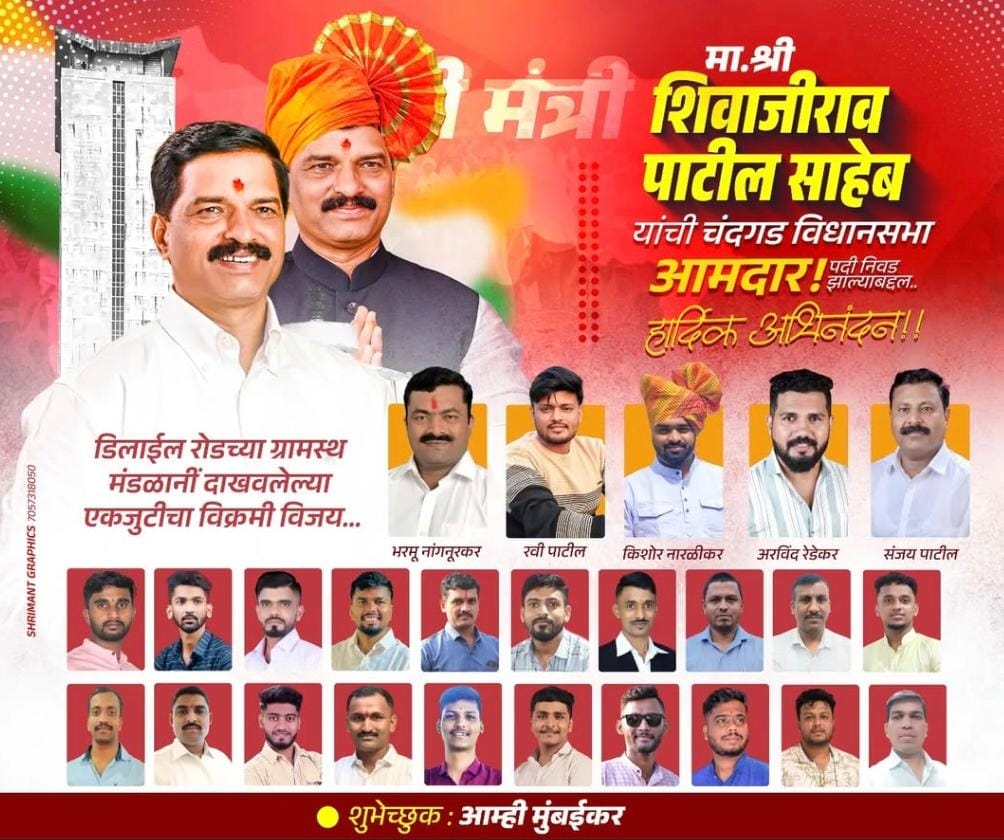 मंत्री
मा.श्री
शिवाजीराव
पाटील साहेब
यांची चंदगड विधानसभा
आमदार! पदी निवड
झाल्याबद्दल..
हार्दिक अभिनंदन!!
डिलाईल रोडच्या ग्रामस्थ
मंडळानीं दाखवलेल्या
एकजुटीचा विक्रमी विजय...
भरमू नांगनूरकर
रवी पाटील
किशोर नारळीकर
अरविंद रेडेकर
संजय पाटील
SHRIMANT GRAPHICS 7057318050
शुभेच्छुक : आम्ही मुंबईकर